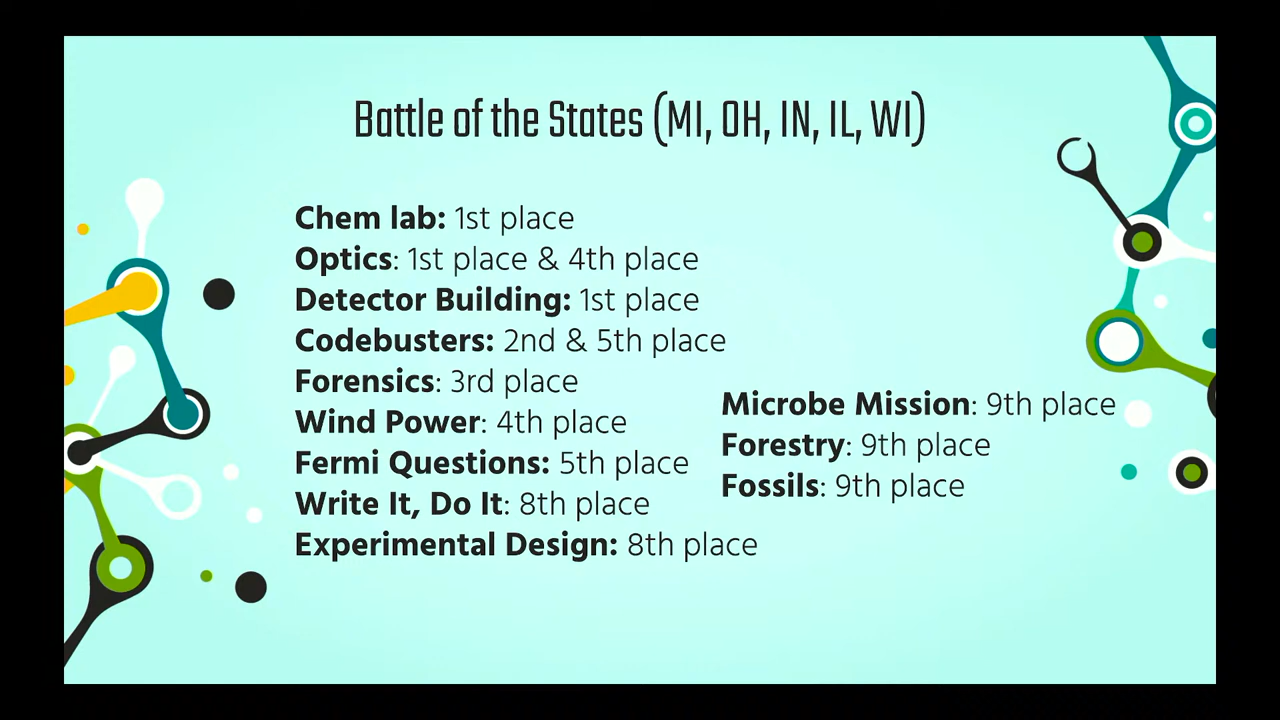 Battle of the States (MI, OH, IN, IL, WI)
Chem lab: 1st place
Optics: 1st place & 4th place
Detector Building: 1st place
Codebusters: 2nd & 5th place
Forensics: 3rd place
Wind Power: 4th place
Fermi Questions: 5th place
Write It, Do It: 8th place
Experimental Design: 8th place
Microbe Mission: 9th place
Forestry: 9th place
Fossils: 9th place